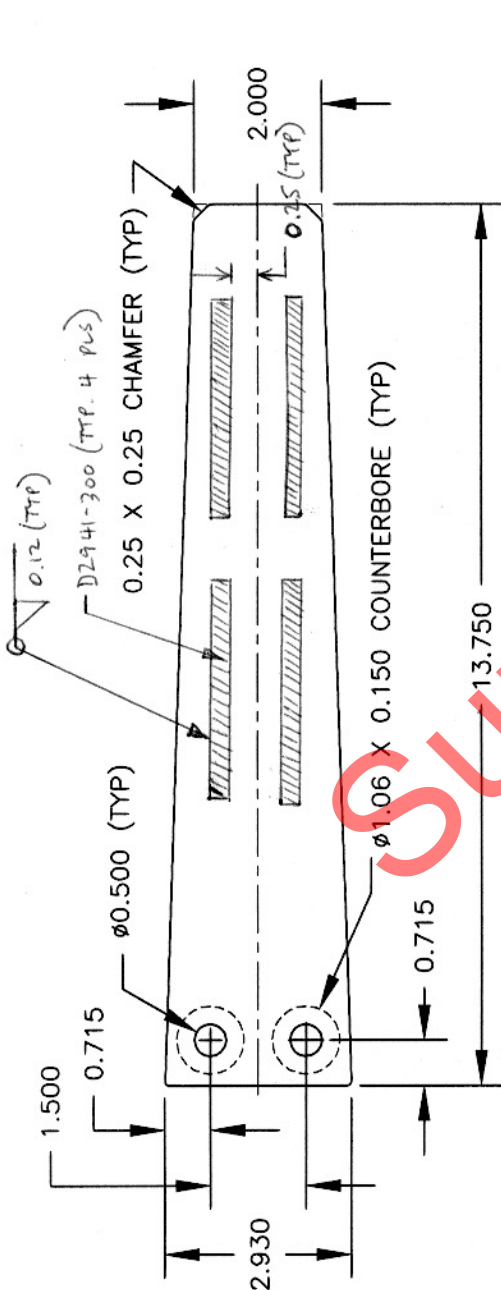 0.12 (TYP)
D2941-300 (TYP. 4 PLS)
0.25 X 0.25 CHAMFER (TYP)
2.000
0.25 (TYP)
1.500
0.715
ø0.500 (TYP)
2.930
ø1.06 X 0.150 COUNTERBORE (TYP)
0.715
13.750
Su